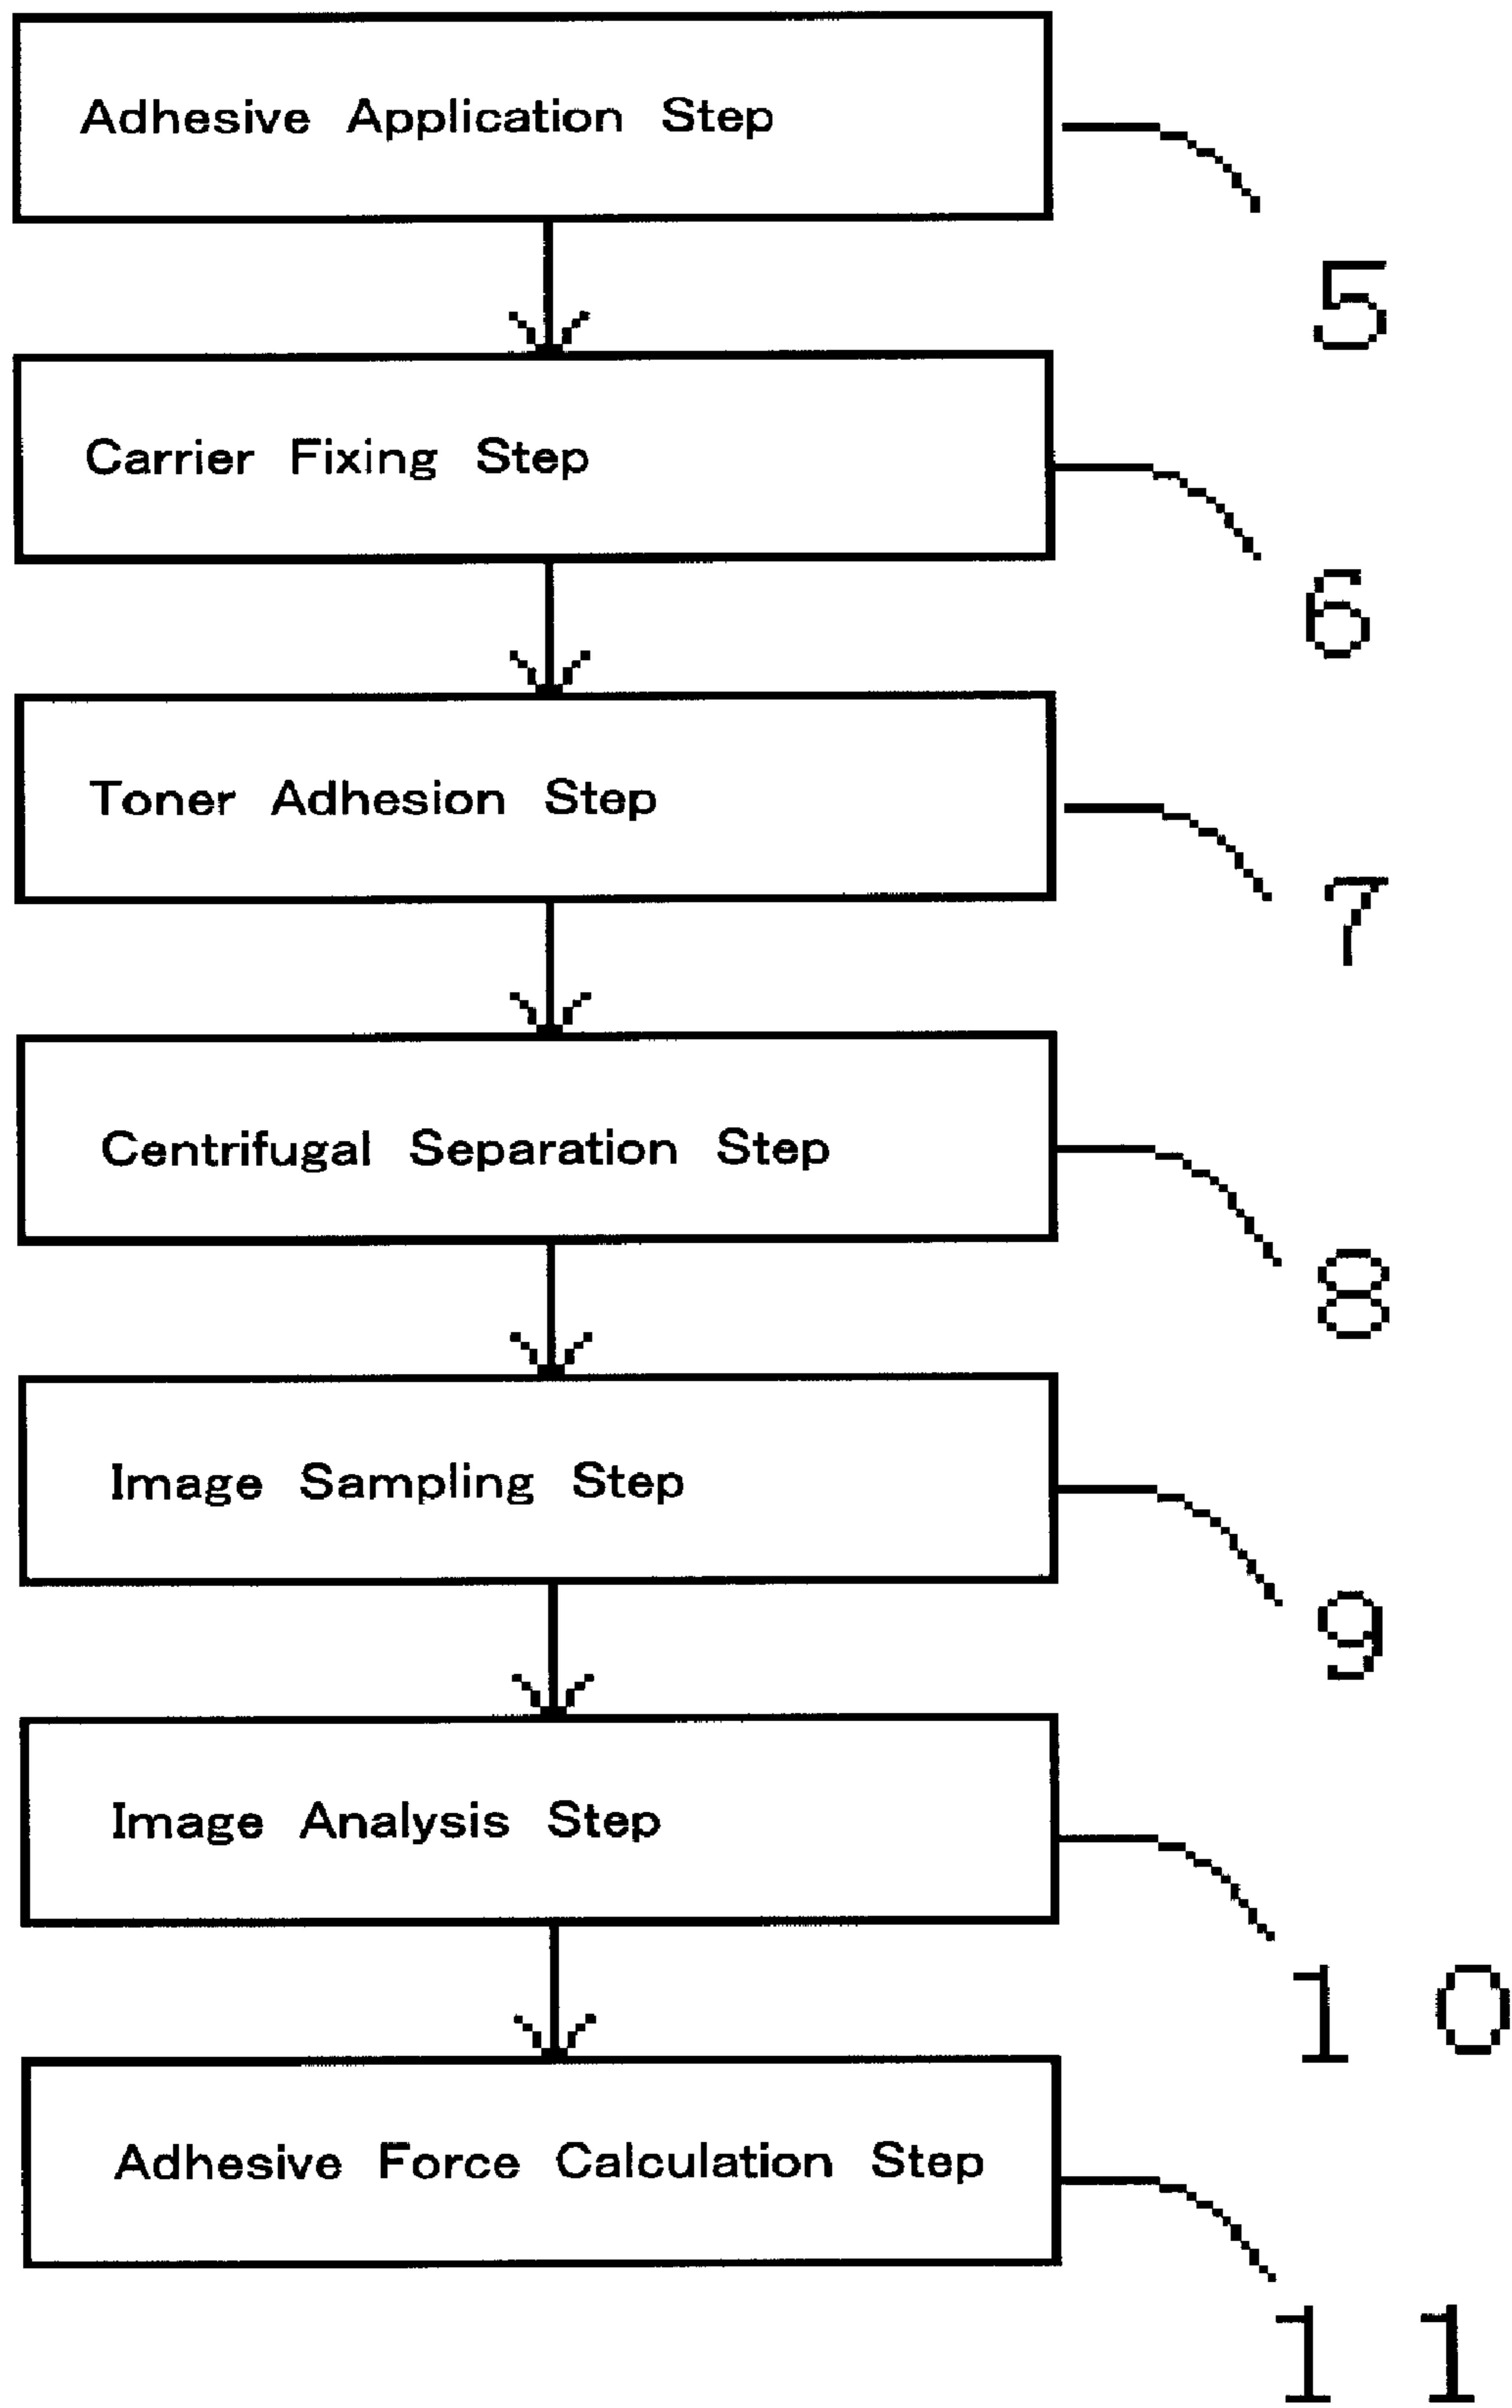 Adhesive Application Step
5
Carrier Fixing Step
6
Toner Adhesion Step
7
Centrifugal Separation Step
8
Image Sampling Step
9
Image Analysis Step
10
Adhesive Force Calculation Step
11